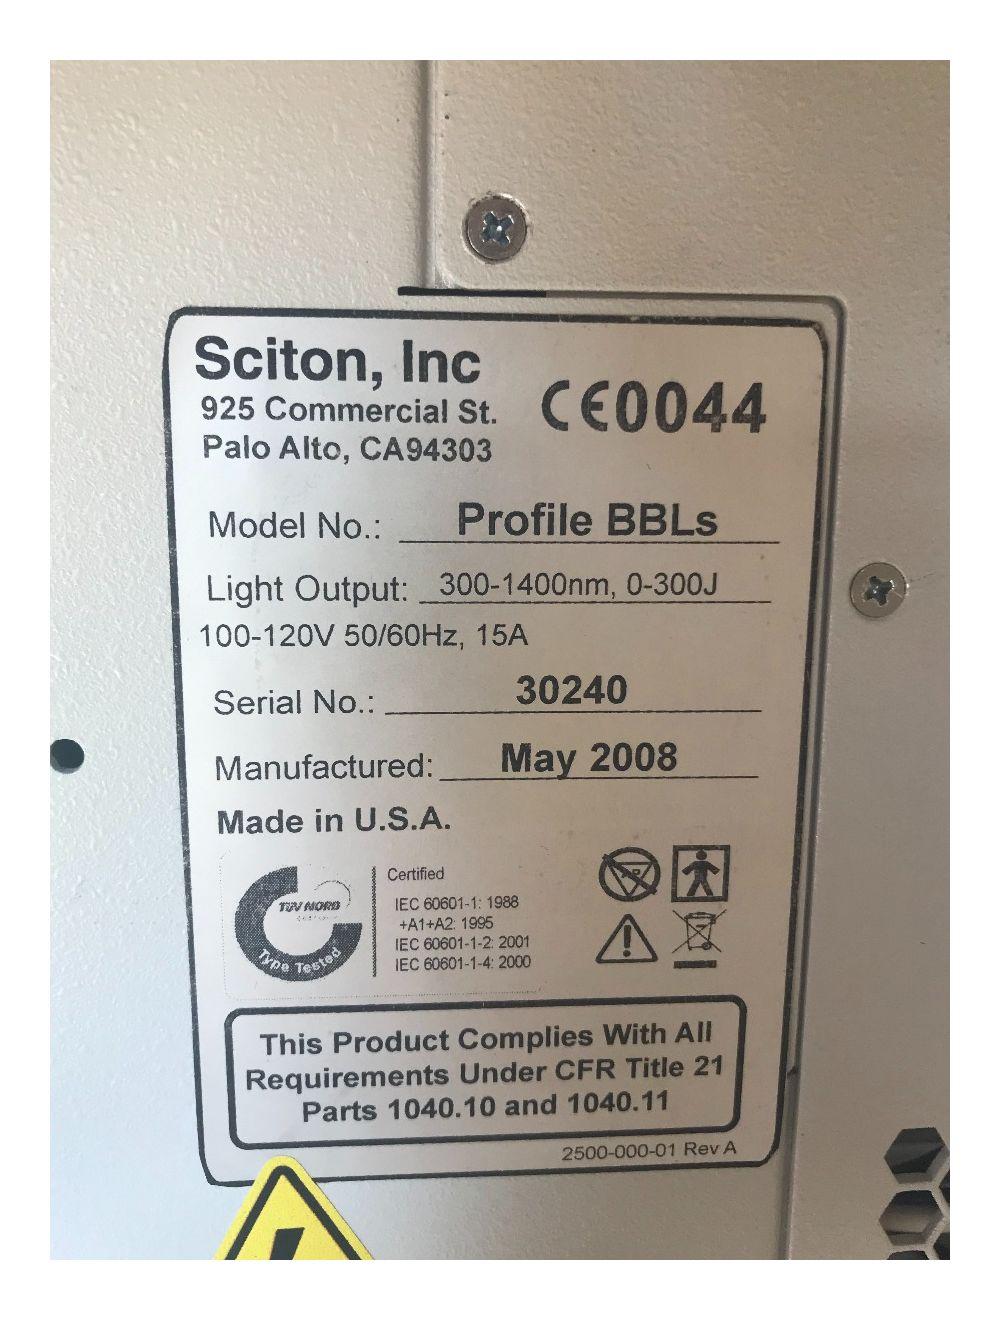 Sciton, Inc
925 Commercial St.
Palo Alto, CA94303
CE0044
Model No.: Profile BBLs
Light Output: 300-1400nm, 0-300J
100-120V 50/60Hz, 15A
Serial No.: 30240
Manufactured: May 2008
Made in U.S.A.
TÜV NORD
Type Tested
Certified
IEC 60601-1: 1988
+A1+A2: 1995
IEC 60601-1-2: 2001
IEC 60601-1-4: 2000
This Product Complies With All
Requirements Under CFR Title 21
Parts 1040.10 and 1040.11
2500-000-01 Rev A